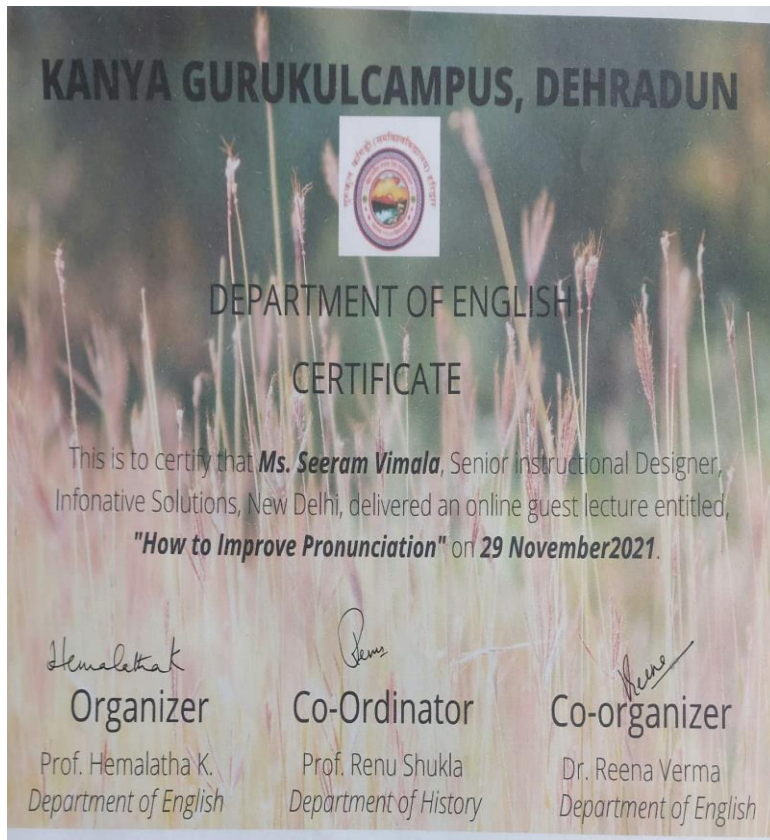 KANYA GURUKULCAMPUS, DEHRADUN
DEPARTMENT OF ENGLISH
CERTIFICATE
This is to certify that Ms. Seeram Vimala, Senior Instructional Designer,
Infonative Solutions, New Delhi, delivered an online guest lecture entitled,
"How to Improve Pronunciation" on 29 November2021.
Hemalatha K
Renu
Reena
Organizer
Co-Ordinator
Co-organizer
Prof. Hemalatha K.
Prof. Renu Shukla
Dr. Reena Verma
Department of English
Department of History
Department of English